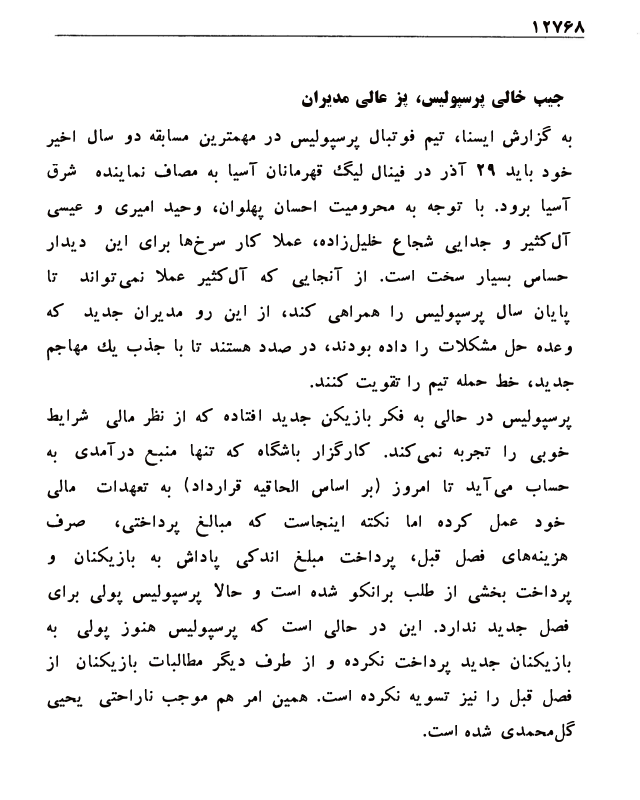 ۱۲۷۶۸
جیب خالی پرسپولیس، پز عالی مدیران
به گزارش ایسنا، تیم فوتبال پرسپولیس در مهمترین مسابقه دو سال اخیر
خود باید ۲۹ آذر در فینال لیگ قهرمانان آسیا به مصاف نماینده شرق
آسیا برود. با توجه به محرومیت احسان پهلوان، وحید امیری و عیسی
آل‌کثیر و جدایی شجاع خلیل‌زاده، عملا کار سرخ‌ها برای این دیدار
حساس بسیار سخت است. از آنجایی که آل‌کثیر عملا نمی‌تواند تا
پایان سال پرسپولیس را همراهی کند، از این رو مدیران جدید که
وعده حل مشکلات را داده بودند، در صدد هستند تا با جذب یك مهاجم
جدید، خط حمله تیم را تقویت کنند.
پرسپولیس در حالی به فکر بازیکن جدید افتاده که از نظر مالی شرایط
خوبی را تجربه نمی‌کند. کارگزار باشگاه که تنها منبع درآمدی به
حساب می‌آید تا امروز (بر اساس الحاقیه قرارداد) به تعهدات مالی
خود عمل کرده اما نکته اینجاست که مبالغ پرداختی، صرف
هزینه‌های فصل قبل، پرداخت مبلغ اندکی پاداش به بازیکنان و
پرداخت بخشی از طلب برانکو شده است و حالا پرسپولیس پولی برای
فصل جدید ندارد. این در حالی است که پرسپولیس هنوز پولی به
بازیکنان جدید پرداخت نکرده و از طرف دیگر مطالبات بازیکنان از
فصل قبل را نیز تسویه نکرده است. همین امر هم موجب ناراحتی یحیی
گل‌محمدی شده است.